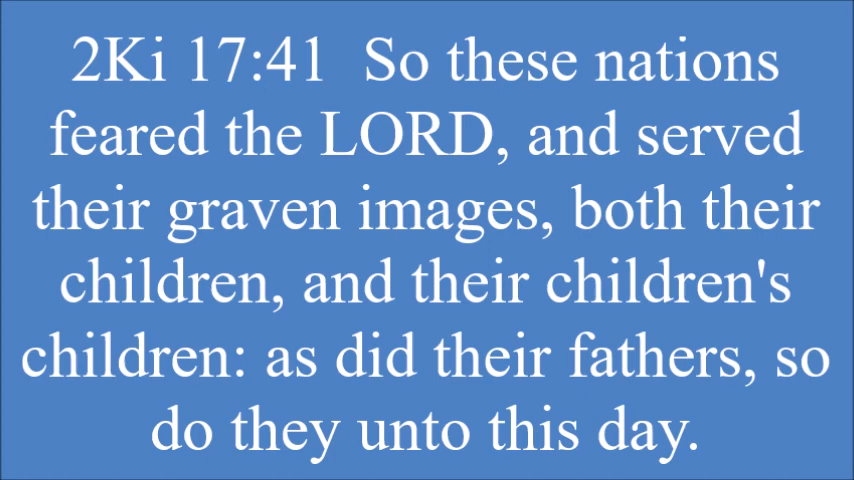 2Ki 17:41  So these nations
feared the LORD, and served
their graven images, both their
children, and their children's
children: as did their fathers, so
do they unto this day.